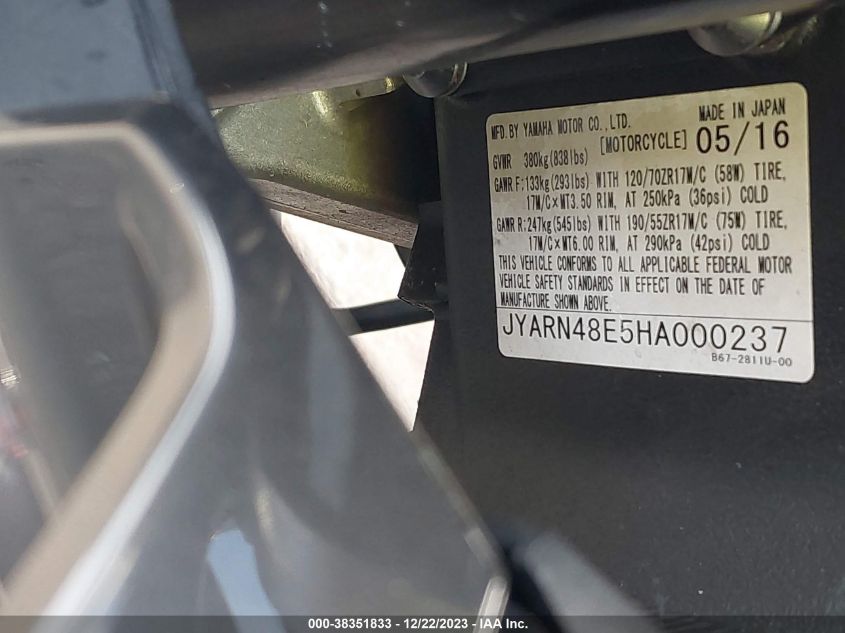 MFD. BY YAMAHA MOTOR CO., LTD. MADE IN JAPAN
[MOTORCYCLE] 05/16
GVWR 380kg(838lbs)
GAWR F:133kg(293lbs) WITH 120/70ZR17M/C (58W) TIRE,
17M/C×MT3.50 RIM, AT 250kPa (36psi) COLD
GAWR R:247kg(545lbs) WITH 190/55ZR17M/C (75W) TIRE,
17M/C×MT6.00 RIM, AT 290kPa (42psi) COLD
THIS VEHICLE CONFORMS TO ALL APPLICABLE FEDERAL MOTOR
VEHICLE SAFETY STANDARDS IN EFFECT ON THE DATE OF
MANUFACTURE SHOWN ABOVE.
JYARN48E5HA000237
B67-2811U-00
000-38351833 - 12/22/2023 - IAA Inc.